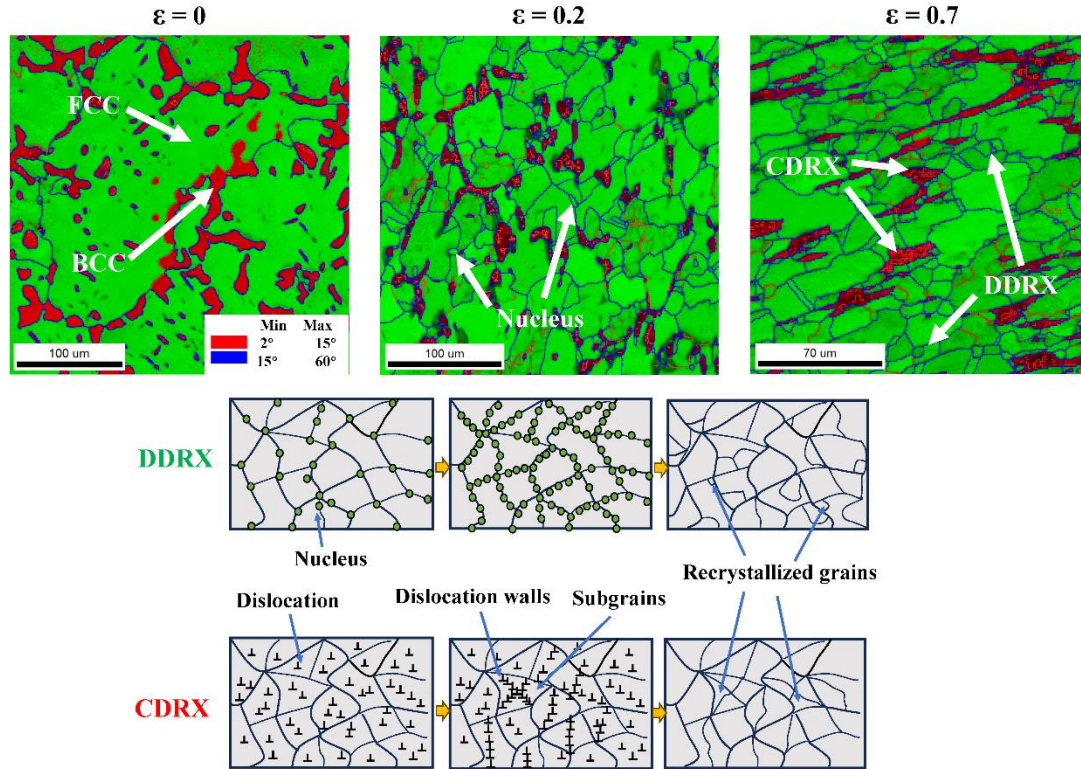 ε = 0
ε = 0.2
ε = 0.7
FCC
BCC
Min Max
2° 15°
15° 60°
100 um
Nucleus
100 um
CDRX
DDRX
70 um
DDRX
Nucleus
Recrystallized grains
Dislocation
Dislocation walls
Subgrains
CDRX